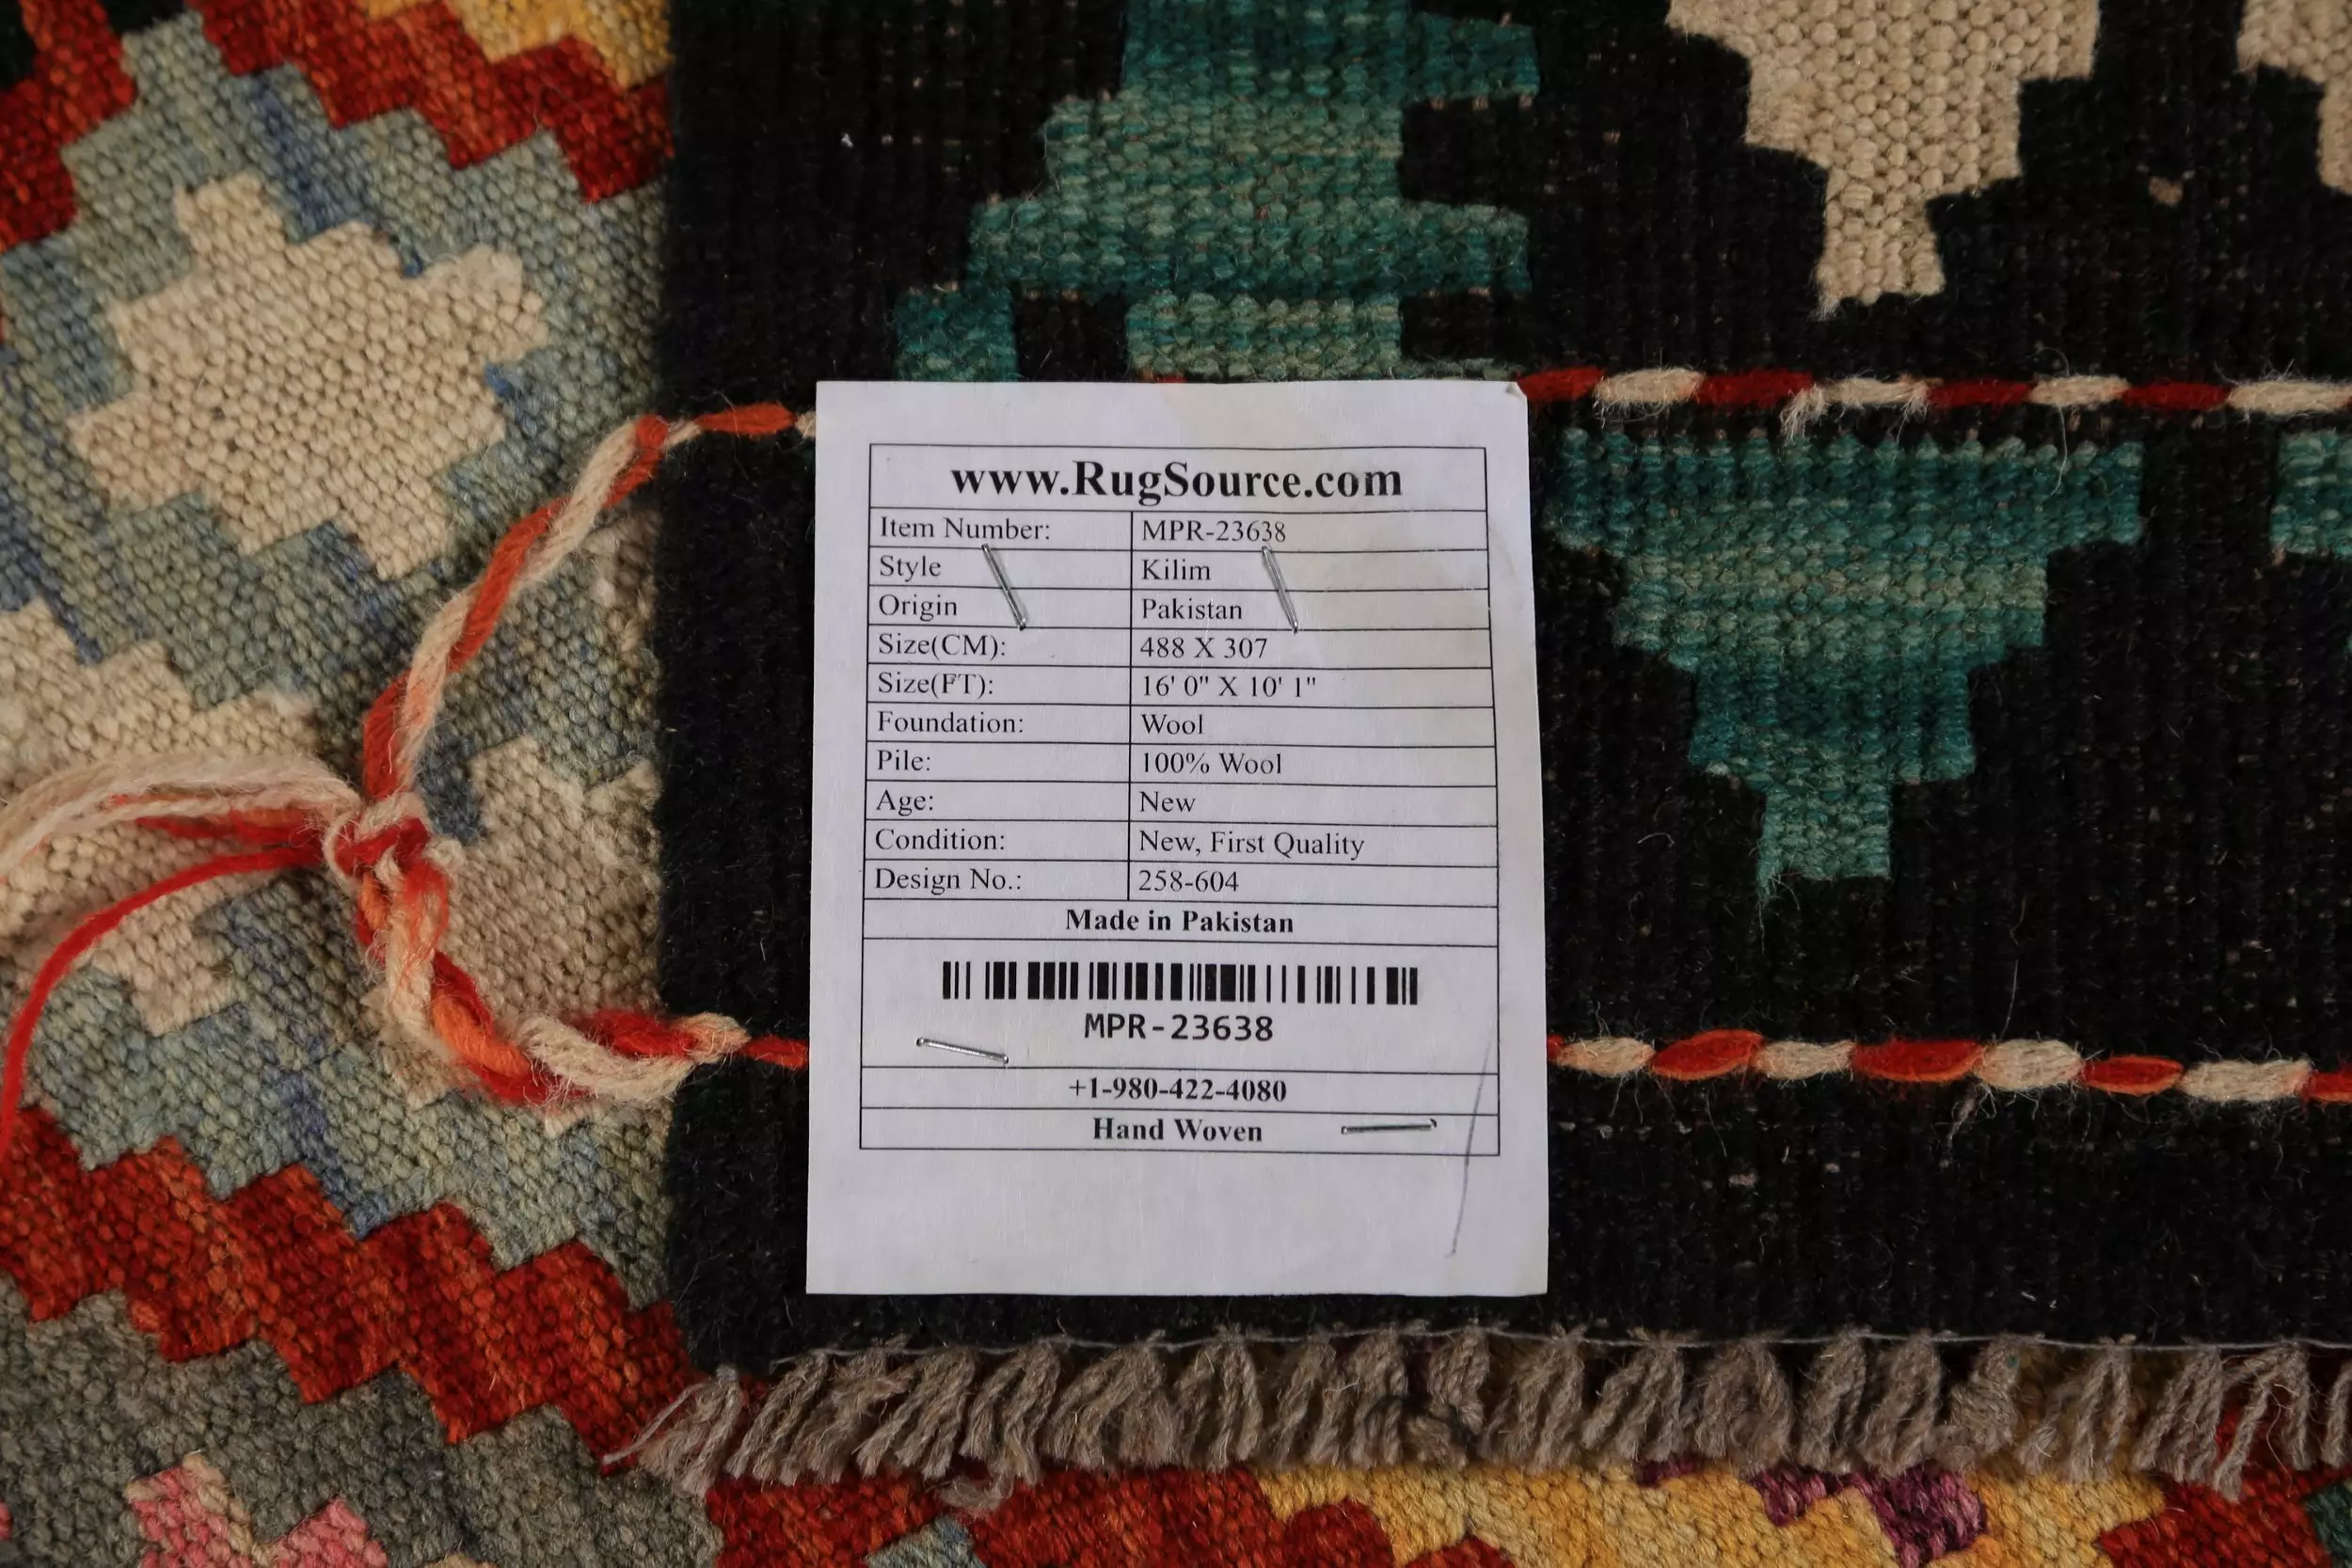 www.RugSource.com
Item Number: MPR-23638
Style Kilim
Origin Pakistan
Size(CM): 488 X 307
Size(FT): 16' 0" X 10' 1"
Foundation: Wool
Pile: 100% Wool
Age: New
Condition: New, First Quality
Design No.: 258-604
Made in Pakistan
MPR-23638
+1-980-422-4080
Hand Woven